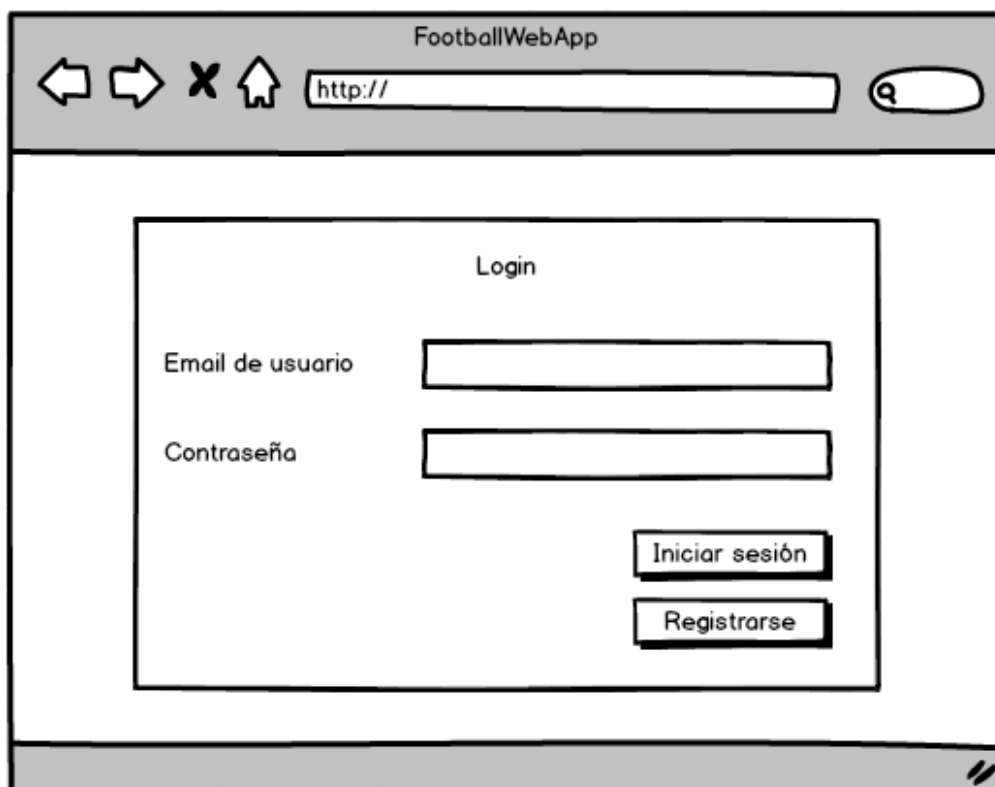 FootballWebApp
http://
Login
Email de usuario
Contraseña
Iniciar sesión
Registrarse